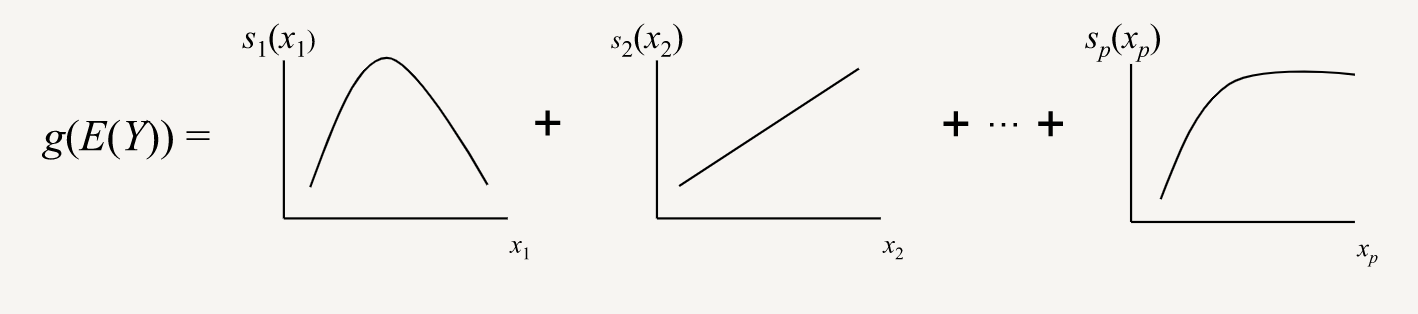 s₁(x₁)
s₂(x₂)
sₚ(xₚ)
g(E(Y)) =
+
+ ⋯ +
x₁
x₂
xₚ